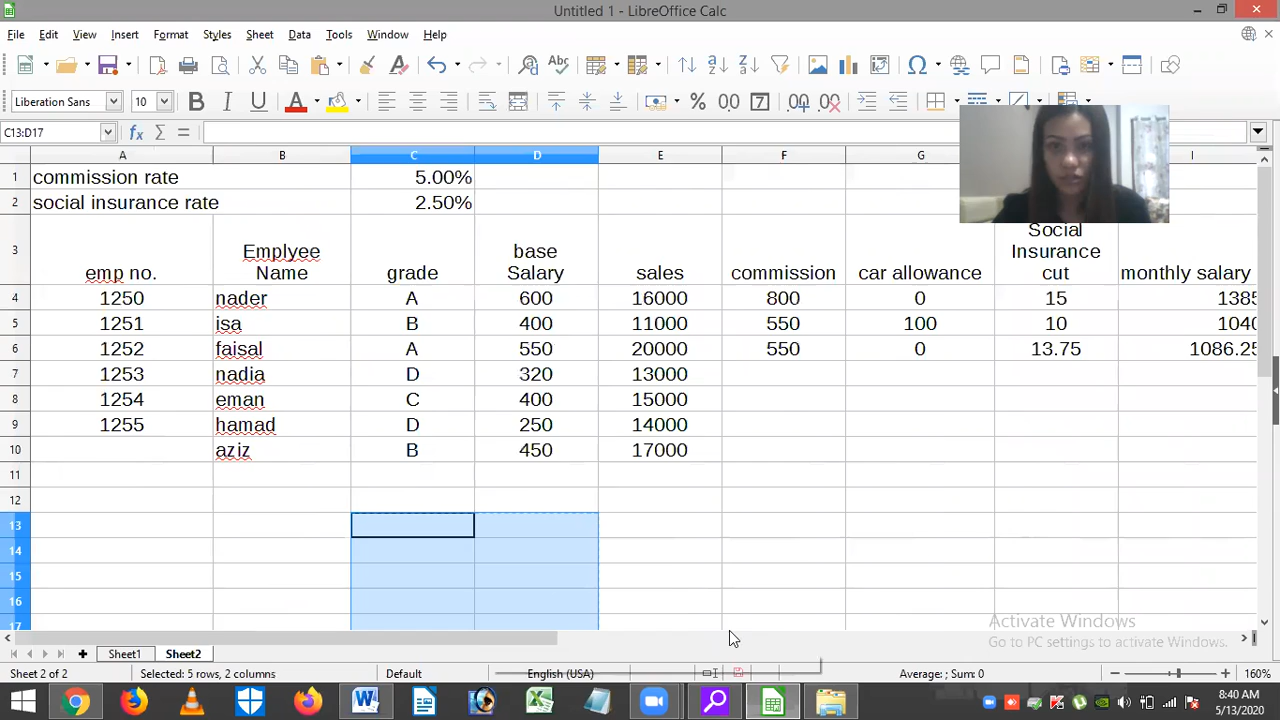 Untitled 1 - LibreOffice Calc
File Edit View Insert Format Styles Sheet Data Tools Window Help
Liberation Sans 10
C13:D17
A B C D E F G I
1 commission rate 5.00%
2 social insurance rate 2.50%
3 emp no. Emplyee Name grade base Salary sales commission car allowance Social Insurance cut monthly salary
4 1250 nader A 600 16000 800 0 15 1385
5 1251 isa B 400 11000 550 100 10 1040
6 1252 faisal A 550 20000 550 0 13.75 1086.25
7 1253 nadia D 320 13000
8 1254 eman C 400 15000
9 1255 hamad D 250 14000
10 aziz B 450 17000
11
12
13
14
15
16
17
Activate Windows
Go to PC settings to activate Windows.
Sheet1 Sheet2
Sheet 2 of 2 Selected: 5 rows, 2 columns Default English (USA) Average: ; Sum: 0 160%
8:40 AM
5/13/2020